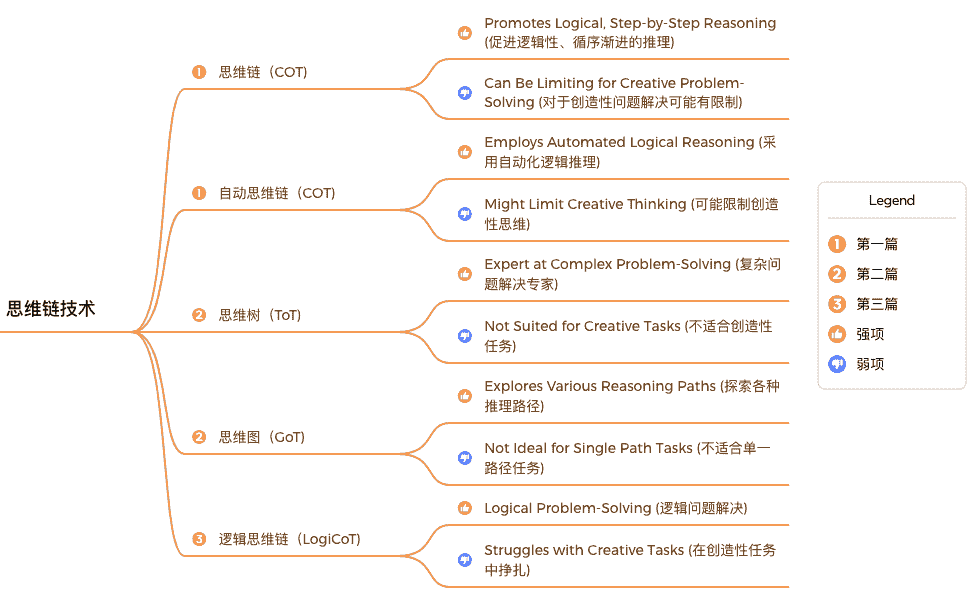 思维链技术
1 思维链（COT)
Promotes Logical, Step-by-Step Reasoning
(促进逻辑性、循序渐进的推理)
Can Be Limiting for Creative Problem-
Solving (对于创造性问题解决可能有限制)
1 自动思维链（COT)
Employs Automated Logical Reasoning (采
用自动化逻辑推理)
Might Limit Creative Thinking (可能限制创造
性思维)
2 思维树（ToT)
Expert at Complex Problem-Solving (复杂问
题解决专家)
Not Suited for Creative Tasks (不适合创造性
任务)
2 思维图（GoT)
Explores Various Reasoning Paths (探索各种
推理路径)
Not Ideal for Single Path Tasks (不适合单一
路径任务)
3 逻辑思维链（LogiCoT)
Logical Problem-Solving (逻辑问题解决)
Struggles with Creative Tasks (在创造性任务
中挣扎)
Legend
1 第一篇
2 第二篇
3 第三篇
强项
弱项